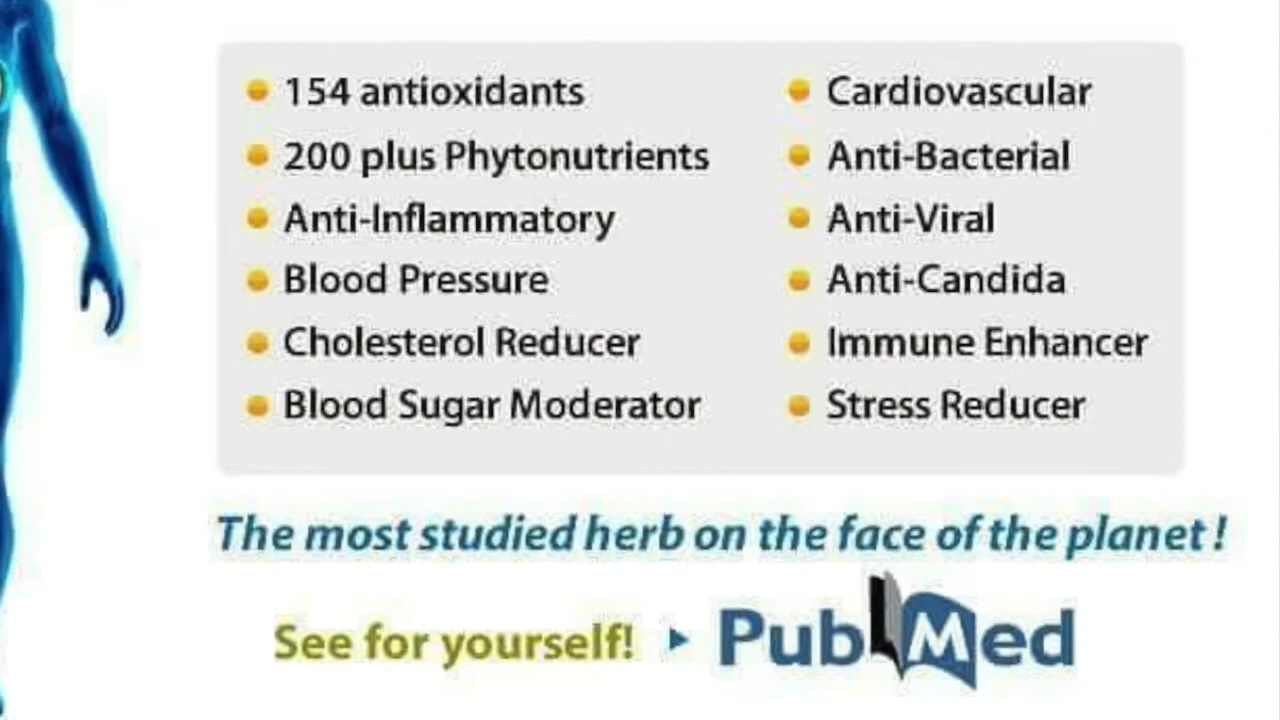 154 antioxidants
200 plus Phytonutrients
Anti-Inflammatory
Blood Pressure
Cholesterol Reducer
Blood Sugar Moderator
Cardiovascular
Anti-Bacterial
Anti-Viral
Anti-Candida
Immune Enhancer
Stress Reducer
The most studied herb on the face of the planet !
See for yourself! PubMed